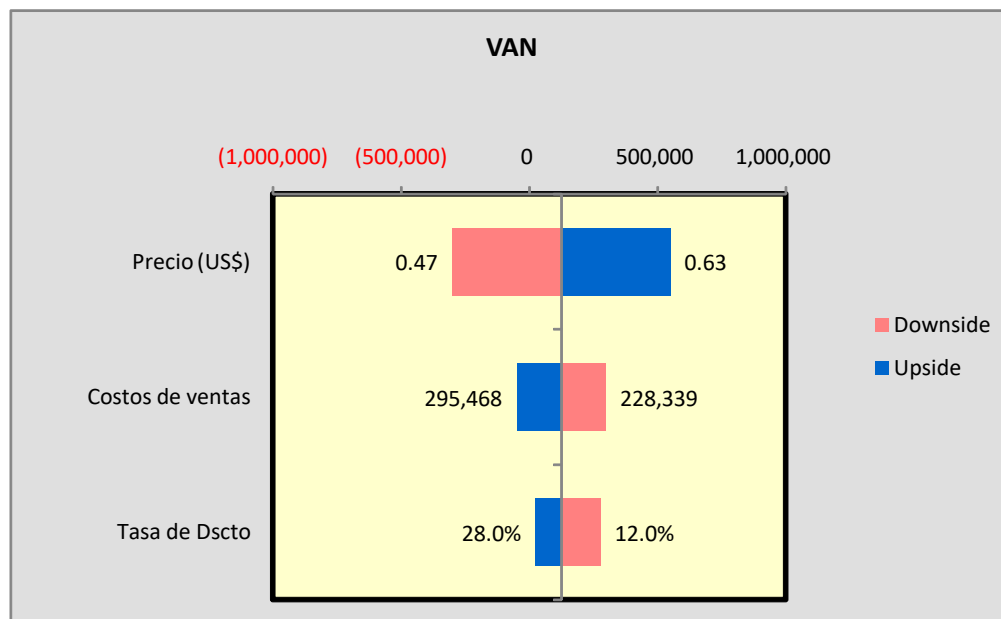 VAN
(1,000,000) (500,000) 0 500,000 1,000,000
Precio (US$) 0.47 0.63
Downside
Upside
Costos de ventas 295,468 228,339
Tasa de Dscto 28.0% 12.0%